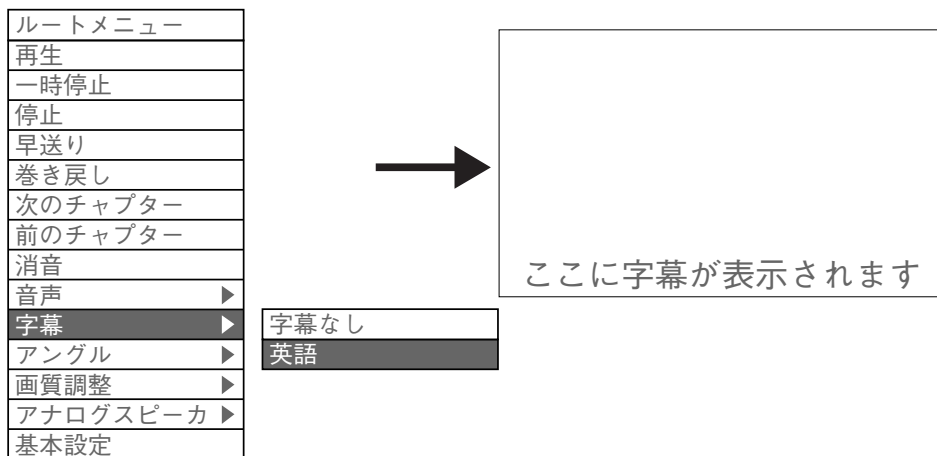 ルートメニュー
再生
一時停止
停止
早送り
巻き戻し
次のチャプター
前のチャプター
消音
音声
字幕
アングル
画質調整
アナログスピーカ
基本設定
字幕なし
英語
ここに字幕が表示されます